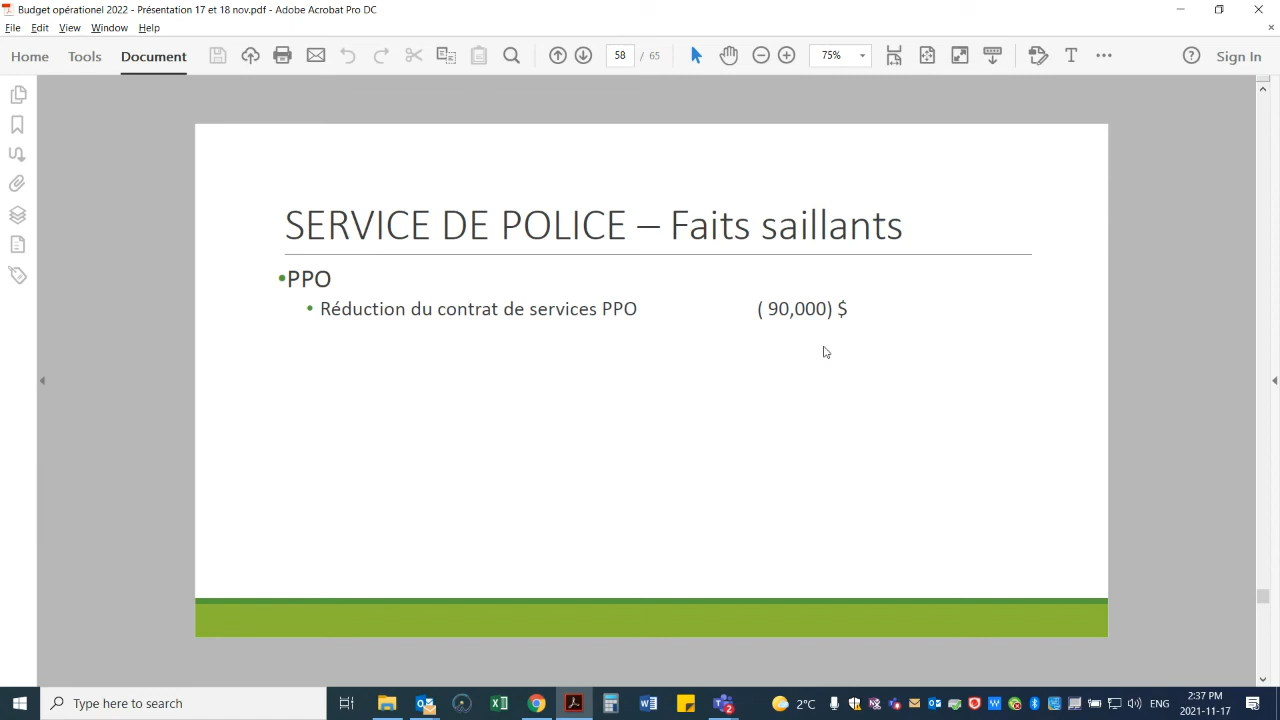 Budget opérationel 2022 - Présentation 17 et 18 nov.pdf - Adobe Acrobat Pro DC
File Edit View Window Help
Home Tools Document 58 / 65 75% Sign In
SERVICE DE POLICE – Faits saillants
•PPO
• Réduction du contrat de services PPO ( 90,000) $
Type here to search
2°C
ENG
2:37 PM
2021-11-17